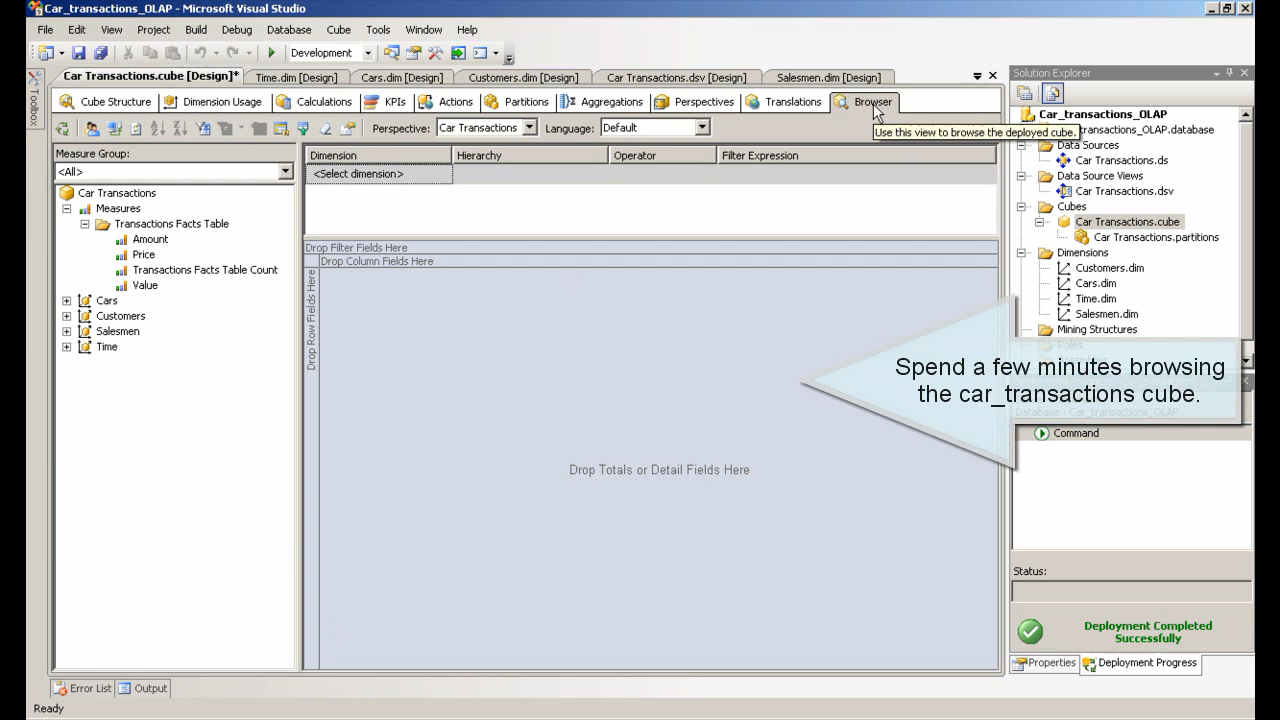 Car_transactions_OLAP - Microsoft Visual Studio
File Edit View Project Build Debug Database Cube Tools Window Help
Development
Car Transactions.cube [Design]* Time.dim [Design] Cars.dim [Design] Customers.dim [Design] Car Transactions.dsv [Design] Salesmen.dim [Design]
Toolbox
Cube Structure Dimension Usage Calculations KPIs Actions Partitions Aggregations Perspectives Translations Browser
Perspective: Car Transactions Language: Default
Use this view to browse the deployed cube.
Measure Group:
<All>
Car Transactions
Measures
Transactions Facts Table
Amount
Price
Transactions Facts Table Count
Value
Cars
Customers
Salesmen
Time
Dimension Hierarchy Operator Filter Expression
<Select dimension>
Drop Filter Fields Here
Drop Column Fields Here
Drop Row Fields Here
Drop Totals or Detail Fields Here
Spend a few minutes browsing
the car_transactions cube.
Solution Explorer
Car_transactions_OLAP
transactions_OLAP.database
Data Sources
Car Transactions.ds
Data Source Views
Car Transactions.dsv
Cubes
Car Transactions.cube
Car Transactions.partitions
Dimensions
Customers.dim
Cars.dim
Time.dim
Salesmen.dim
Mining Structures
Roles
Database : Car_transactions_OLAP
Command
Status:
Deployment Completed
Successfully
Properties Deployment Progress
Error List Output
Ready